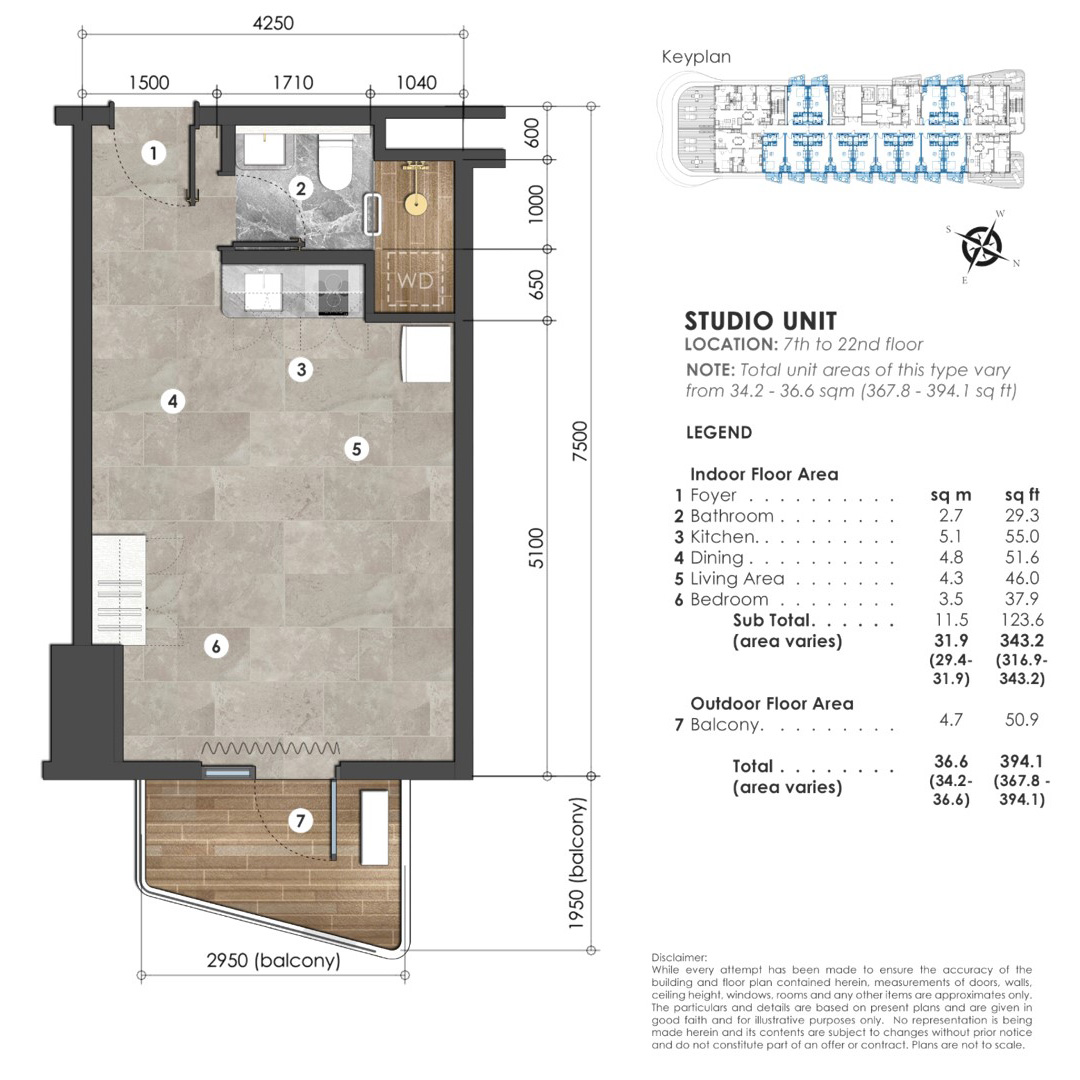 4250
1500 1710 1040
600
1000
650
5100
7500
1950 (balcony)
2950 (balcony)
1
2
WD
3
4
5
6
7
Keyplan
W
S
N
E
STUDIO UNIT
LOCATION: 7th to 22nd floor
NOTE: Total unit areas of this type vary
from 34.2 - 36.6 sqm (367.8 - 394.1 sq ft)
LEGEND
Indoor Floor Area
1 Foyer . . . . . . . . . . sq m sq ft
2 Bathroom . . . . . . . . 2.7 29.3
3 Kitchen. . . . . . . . . . 5.1 55.0
4 Dining . . . . . . . . . . 4.8 51.6
5 Living Area . . . . . . . 4.3 46.0
6 Bedroom . . . . . . . . 3.5 37.9
Sub Total. . . . . . 11.5 123.6
(area varies) 31.9 343.2
(29.4- (316.9-
31.9) 343.2)
Outdoor Floor Area
7 Balcony. . . . . . . . . 4.7 50.9
Total . . . . . . . . 36.6 394.1
(area varies) (34.2- (367.8 -
36.6) 394.1)
Disclaimer:
While every attempt has been made to ensure the accuracy of the
building and floor plan contained herein, measurements of doors, walls,
ceiling height, windows, rooms and any other items are approximates only.
The particulars and details are based on present plans and are given in
good faith and for illustrative purposes only. No representation is being
made herein and its contents are subject to changes without prior notice
and do not constitute part of an offer or contract. Plans are not to scale.